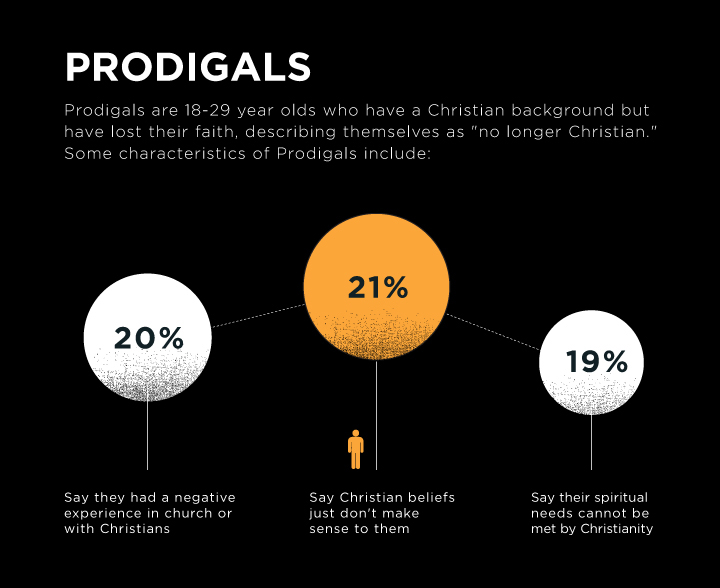 PRODIGALS
Prodigals are 18-29 year olds who have a Christian background but
have lost their faith, describing themselves as "no longer Christian."
Some characteristics of Prodigals include:
20%
21%
19%
Say they had a negative
experience in church or
with Christians
Say Christian beliefs
just don't make
sense to them
Say their spiritual
needs cannot be
met by Christianity